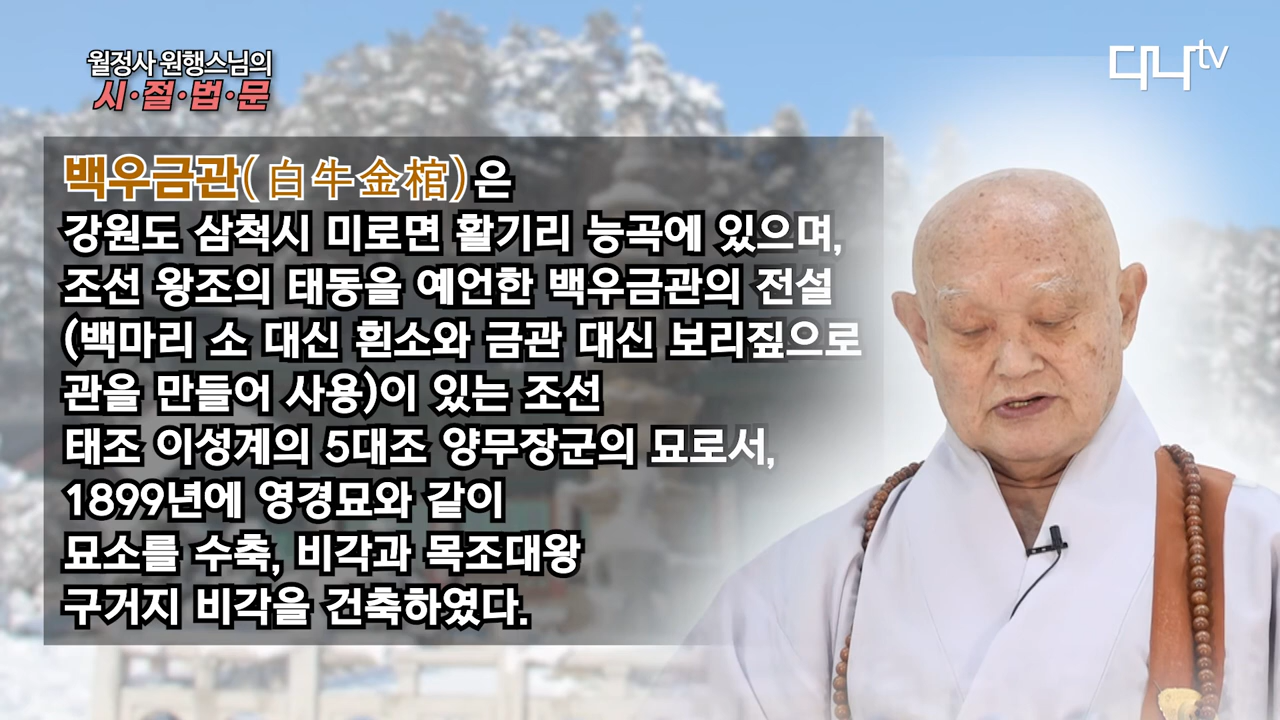 월정사 원행스님의
시·절·법·문
다나tv
백우금관(白牛金棺)은
강원도 삼척시 미로면 활기리 능곡에 있으며,
조선 왕조의 태동을 예언한 백우금관의 전설
(백마리 소 대신 흰소와 금관 대신 보리짚으로
관을 만들어 사용)이 있는 조선
태조 이성계의 5대조 양무장군의 묘로서,
1899년에 영경묘와 같이
묘소를 수축, 비각과 목조대왕
구거지 비각을 건축하였다.